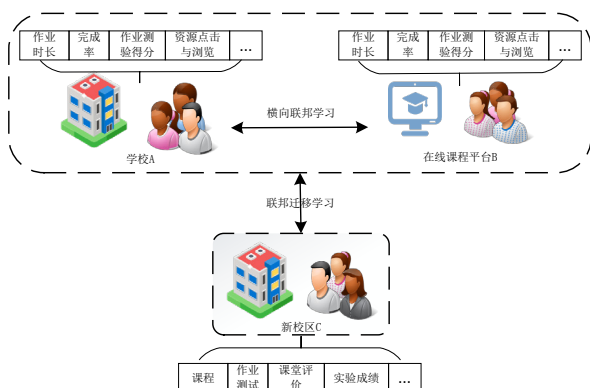 作业时长 完成率 作业测验得分 资源点击与浏览 ...
作业时长 完成率 作业测验得分 资源点击与浏览 ...
横向联邦学习
学校A
在线课程平台B
联邦迁移学习
新校区C
课程 作业测试 课堂评价 实验成绩 ...